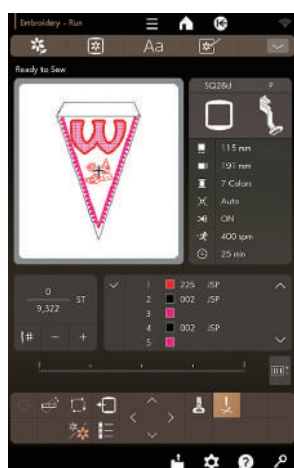 Embroidery - Run
Aa
Ready to Sew
SQ28d P
W
115 mm
191 mm
7 Colors
Auto
ON
400 spm
25 min
0
9,322
ST
1 225 JSP
2 002 JSP
3
4 002 JSP
5
# - +
- +
?